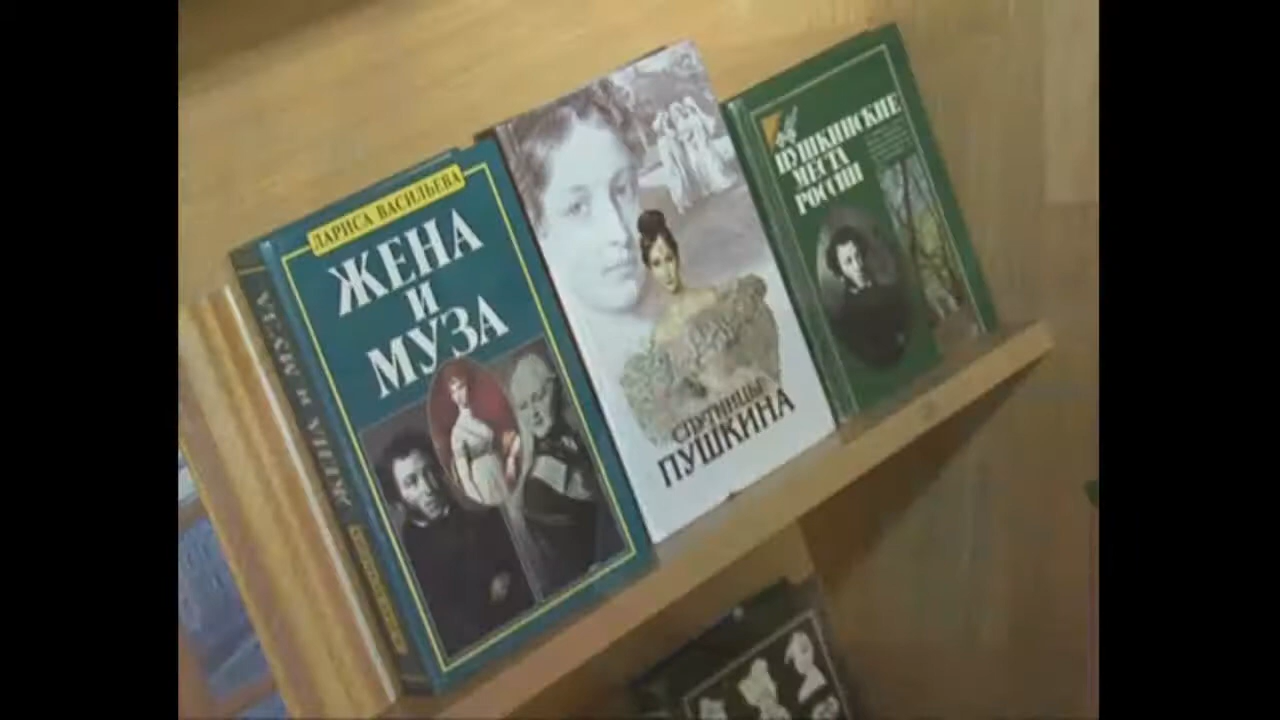 ЛАРИСА ВАСИЛЬЕВА
ЖЕНА
И
МУЗА
ЖЕНА И МУЗА
СПУТНИЦЫ
ПУШКИНА
ПУШКИНСКИЕ
МЕСТА
РОССИИ